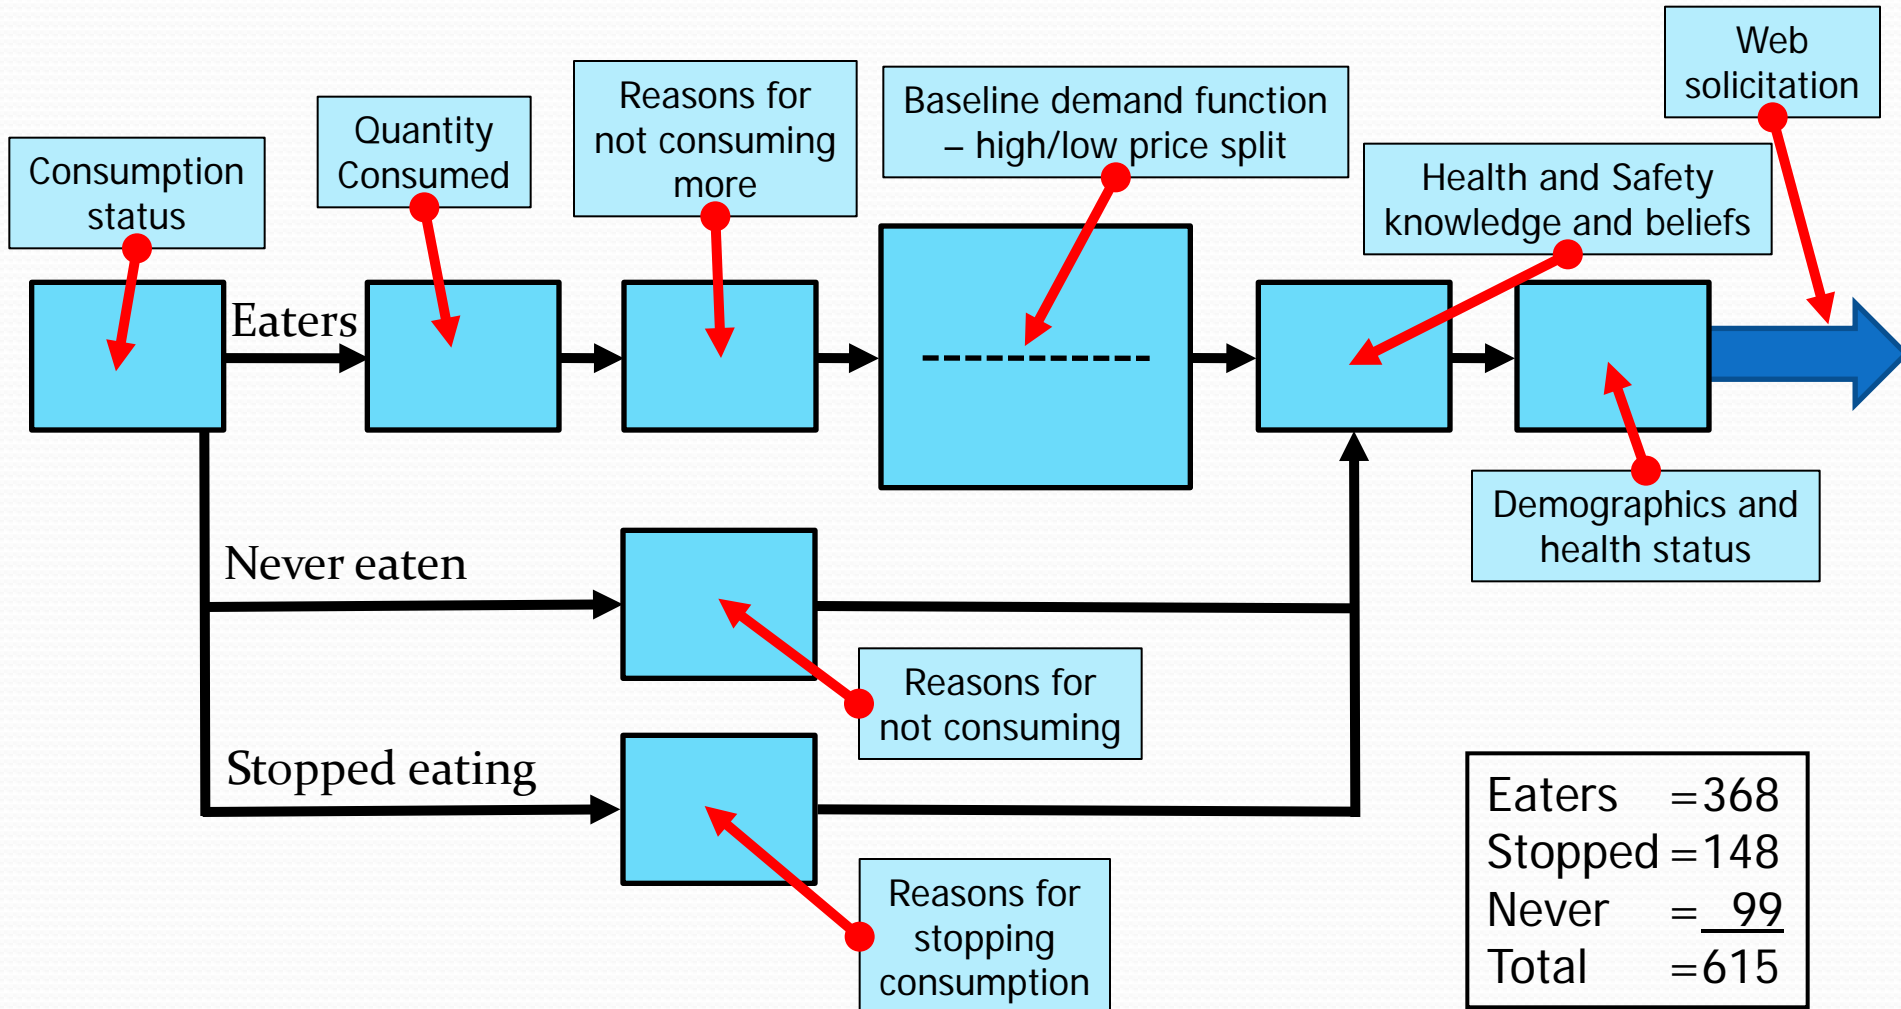 Web
solicitation
Reasons for
not consuming
more
Baseline demand function
– high/low price split
Quantity
Consumed
Consumption
status
Health and Safety
knowledge and beliefs
Eaters
Demographics and
health status
Never eaten
Reasons for
not consuming
Stopped eating
Reasons for
stopping
consumption
Eaters =368
Stopped =148
Never = 99
Total =615